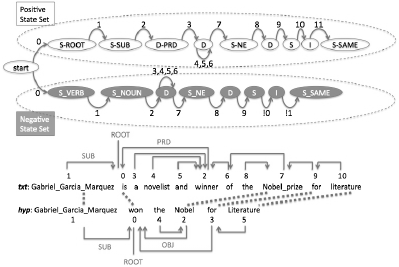 Positive
State Set
1 2 3 7 8 9 10 11
0 S-ROOT S-SUB D-PRD D S-NE D S I S-SAME
4,5,6
start
3,4,5,6
0 S_VERB S_NOUN D S_NE D S I S_SAME
1 2 7 8 9 !0 !1
Negative
State Set
ROOT
PRD
SUB
1 0 3 4 5 2 6 8 7 9 10
txt: Gabriel_Garcia_Marquez is a novelist and winner of the Nobel_prize for literature
hyp: Gabriel_Garcia_Marquez won the Nobel for Literature
1 0 4 2 3 5
SUB OBJ
ROOT